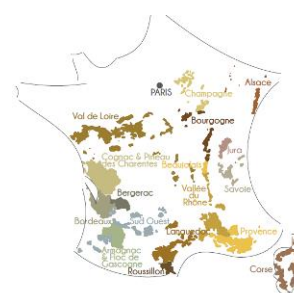 Alsace
PARIS
Champagne
Val de Loire
Bourgogne
Jura
Cognac & Pineau
des Charentes
Beaujolais
Savoie
Bergerac
Vallée
du
Rhône
Bordeaux
Sud Ouest
Languedoc
Provence
Armagnac
& Floc de
Gascogne
Roussillon
Corse